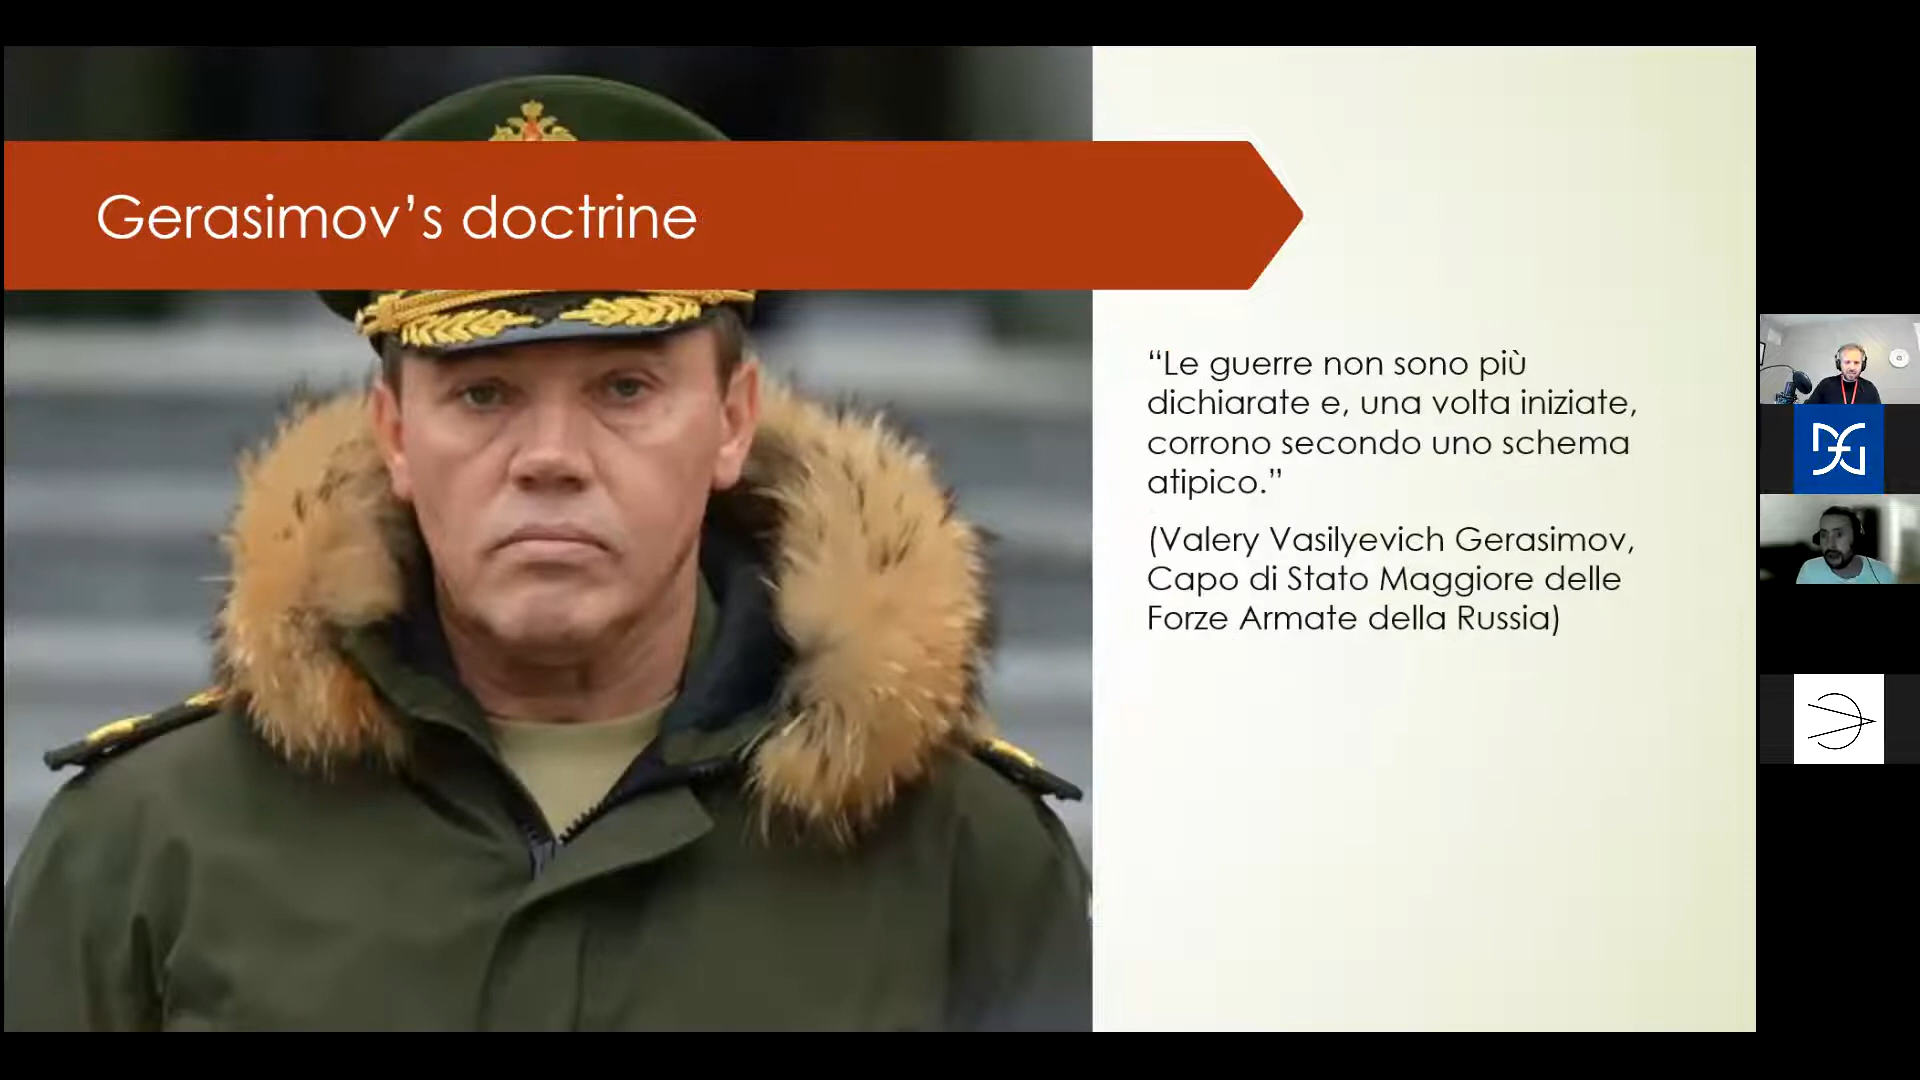 Gerasimov’s doctrine
“Le guerre non sono più
dichiarate e, una volta iniziate,
corrono secondo uno schema
atipico.”
(Valery Vasilyevich Gerasimov,
Capo di Stato Maggiore delle
Forze Armate della Russia)